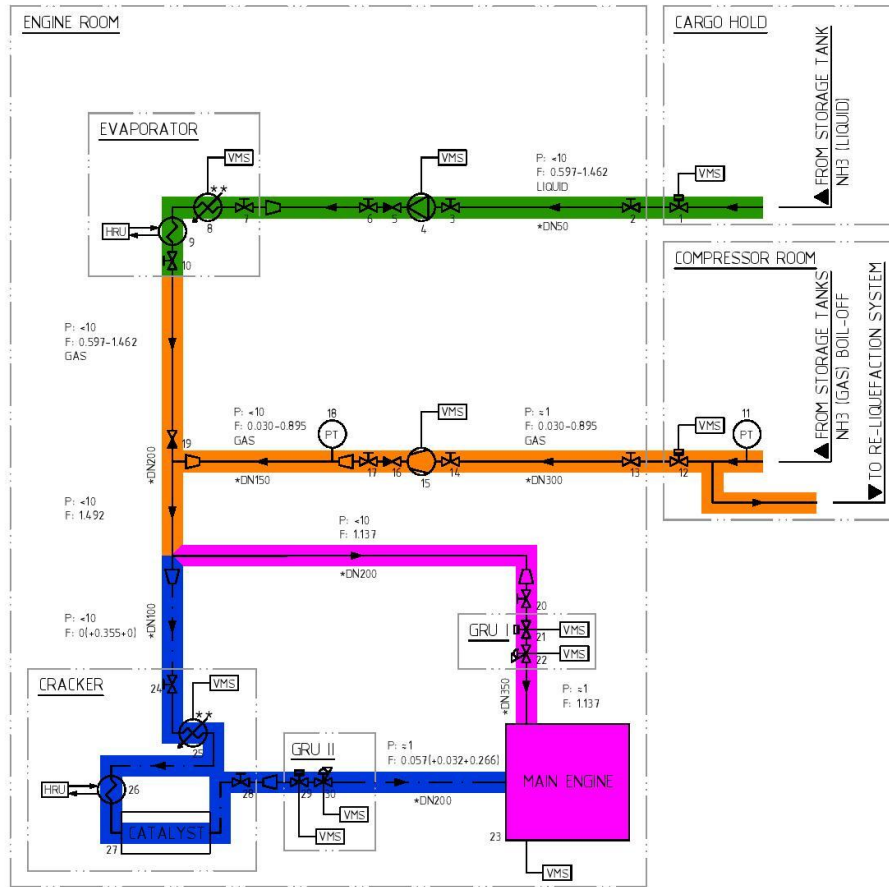 ENGINE ROOM
CARGO HOLD
FROM STORAGE TANK
NH3 (LIQUID)
EVAPORATOR
VMS
VMS
P: <10
F: 0.597-1.462
LIQUID
VMS
**
HRU
8
7
6
5
4
3
2
1
9
10
*DN50
COMPRESSOR ROOM
FROM STORAGE TANKS
NH3 (GAS) BOIL-OFF
TO RE-LIQUEFACTION SYSTEM
P: <10
F: 0.597-1.462
GAS
P: <10
F: 0.030-0.895
GAS
18
PT
VMS
P: ≈1
F: 0.030-0.895
GAS
VMS
11
PT
19
17
16
15
14
13
12
*DN200
*DN150
*DN300
P: <10
F: 1.492
P: <10
F: 1.137
*DN200
P: <10
F: 0(+0.355+0)
*DN100
20
GRU I
21
VMS
22
VMS
*DN350
P: ≈1
F: 1.137
CRACKER
24
VMS
**
25
GRU II
P: ≈1
F: 0.057(+0.032+0.266)
MAIN ENGINE
HRU
26
28
29
30
*DN200
CATALYST
27
VMS
VMS
23
VMS